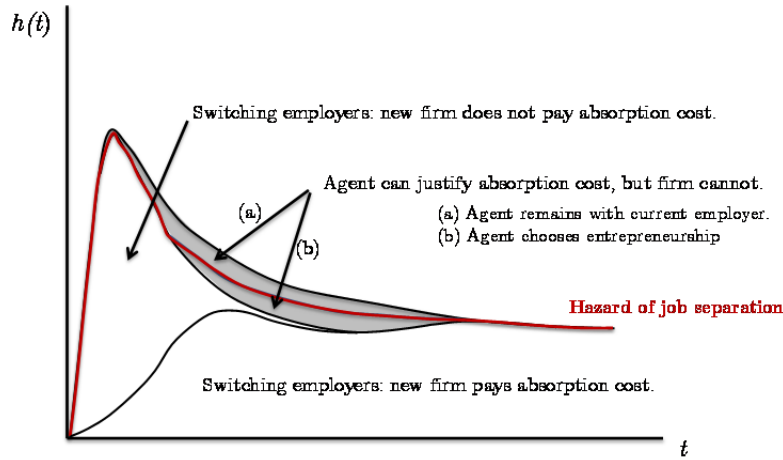 h(t)
Switching employers: new firm does not pay absorption cost.
Agent can justify absorption cost, but firm cannot.
(a)
(a) Agent remains with current employer.
(b) Agent chooses entrepreneurship
(b)
Hazard of job separation
Switching employers: new firm pays absorption cost.
t